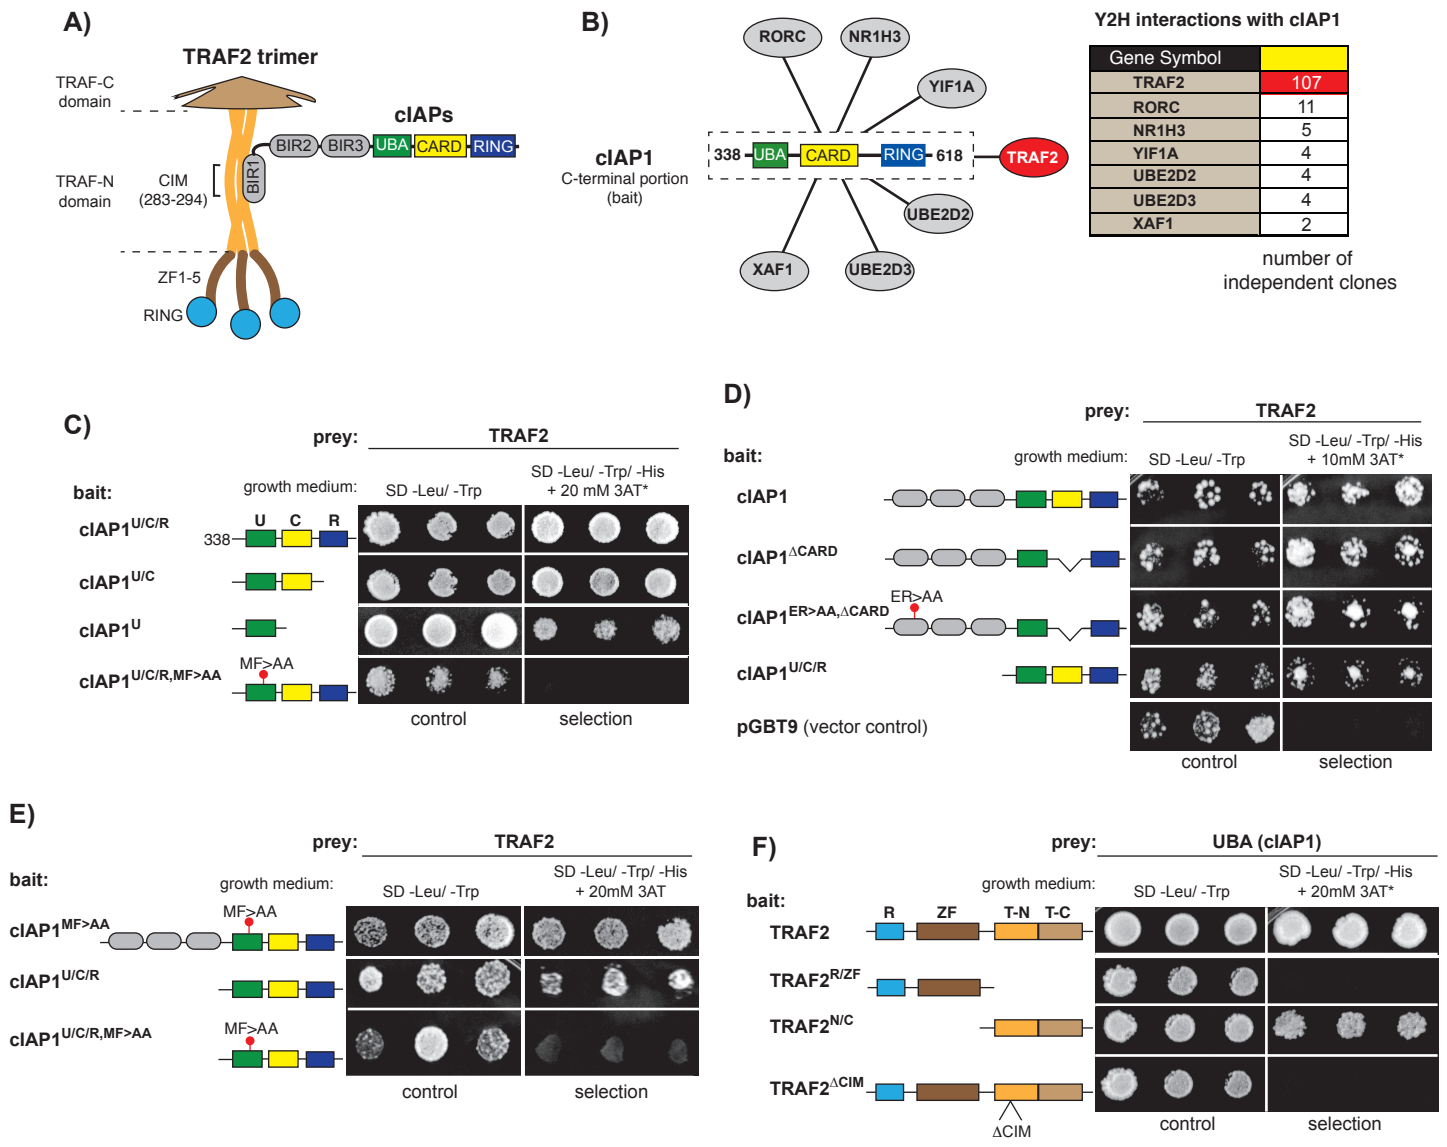 A)
TRAF2 trimer
TRAF-C
domain
cIAPs
BIR2 BIR3 UBA CARD RING
BIR1
TRAF-N
domain
CIM
(283-294)
ZF1-5
RING
B)
RORC
NR1H3
YIF1A
cIAP1
C-terminal portion
(bait)
338 UBA CARD RING 618
TRAF2
UBE2D2
XAF1
UBE2D3
Y2H interactions with cIAP1
Gene Symbol
TRAF2 107
RORC 11
NR1H3 5
YIF1A 4
UBE2D2 4
UBE2D3 4
XAF1 2
number of
independent clones
C)
prey: TRAF2
bait:
growth medium: SD -Leu/ -Trp
SD -Leu/ -Trp/ -His
+ 20 mM 3AT*
U C R
cIAP1U/C/R
338
cIAP1U/C
cIAP1U
cIAP1U/C/R,MF>AA
MF>AA
control selection
D)
prey: TRAF2
bait:
growth medium: SD -Leu/ -Trp
SD -Leu/ -Trp/ -His
+ 10mM 3AT*
cIAP1
cIAP1ΔCARD
cIAP1ER>AA,ΔCARD
ER>AA
cIAP1U/C/R
pGBT9 (vector control)
control selection
E)
prey: TRAF2
bait:
growth medium: SD -Leu/ -Trp
SD -Leu/ -Trp/ -His
+ 20mM 3AT
cIAP1MF>AA
MF>AA
cIAP1U/C/R
cIAP1U/C/R,MF>AA
MF>AA
control selection
F)
prey: UBA (cIAP1)
bait:
growth medium: SD -Leu/ -Trp
SD -Leu/ -Trp/ -His
+ 20mM 3AT*
R ZF T-N T-C
TRAF2
TRAF2R/ZF
TRAF2N/C
TRAF2ΔCIM
ΔCIM
control selection